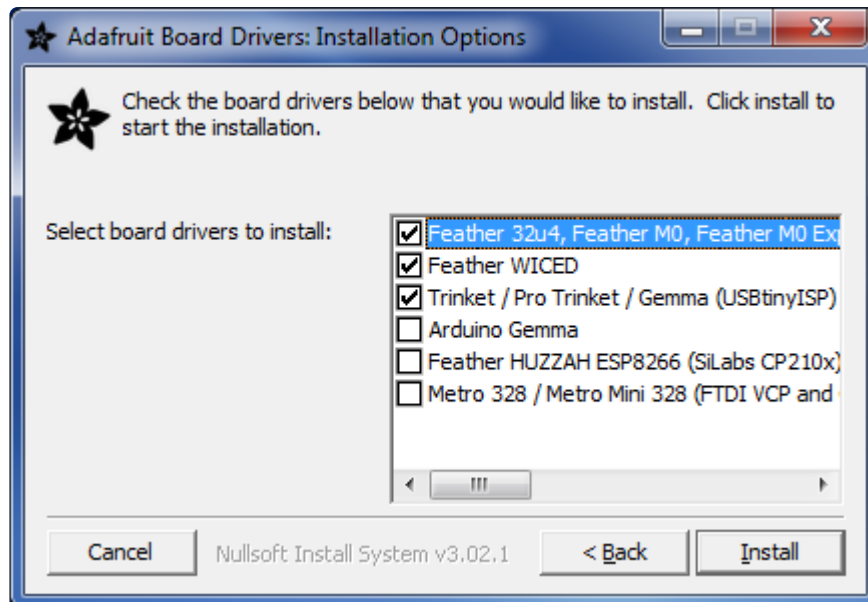 Adafruit Board Drivers: Installation Options
Check the board drivers below that you would like to install. Click install to
start the installation.
Select board drivers to install:
Feather 32u4, Feather M0, Feather M0
Feather WICED
Trinket / Pro Trinket / Gemma (USBtinyISP)
Arduino Gemma
Feather HUZZAH ESP8266 (SiLabs CP210x)
Metro 328 / Metro Mini 328 (FTDI VCP and
Cancel
Nullsoft Install System v3.02.1
< Back
Install